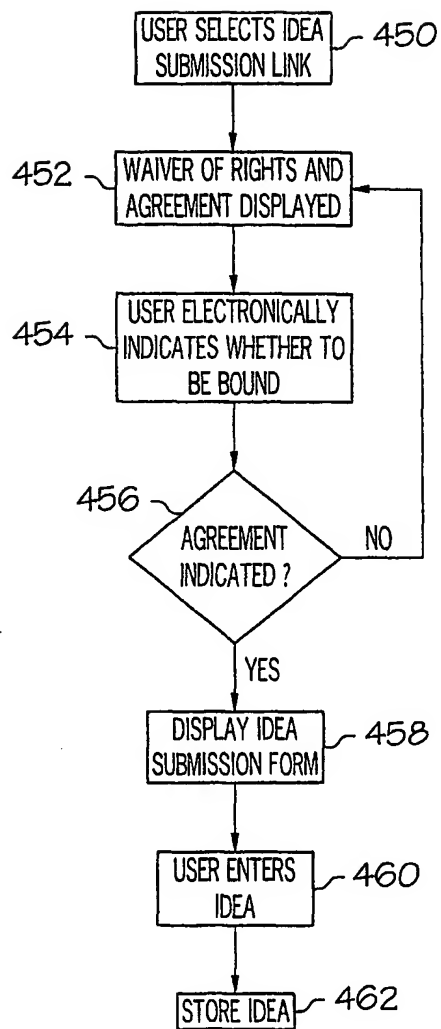 USER SELECTS IDEA
SUBMISSION LINK
450
452
WAIVER OF RIGHTS AND
AGREEMENT DISPLAYED
454
USER ELECTRONICALLY
INDICATES WHETHER TO
BE BOUND
456
AGREEMENT
INDICATED ?
NO
YES
DISPLAY IDEA
SUBMISSION FORM
458
USER ENTERS
IDEA
460
STORE IDEA
462